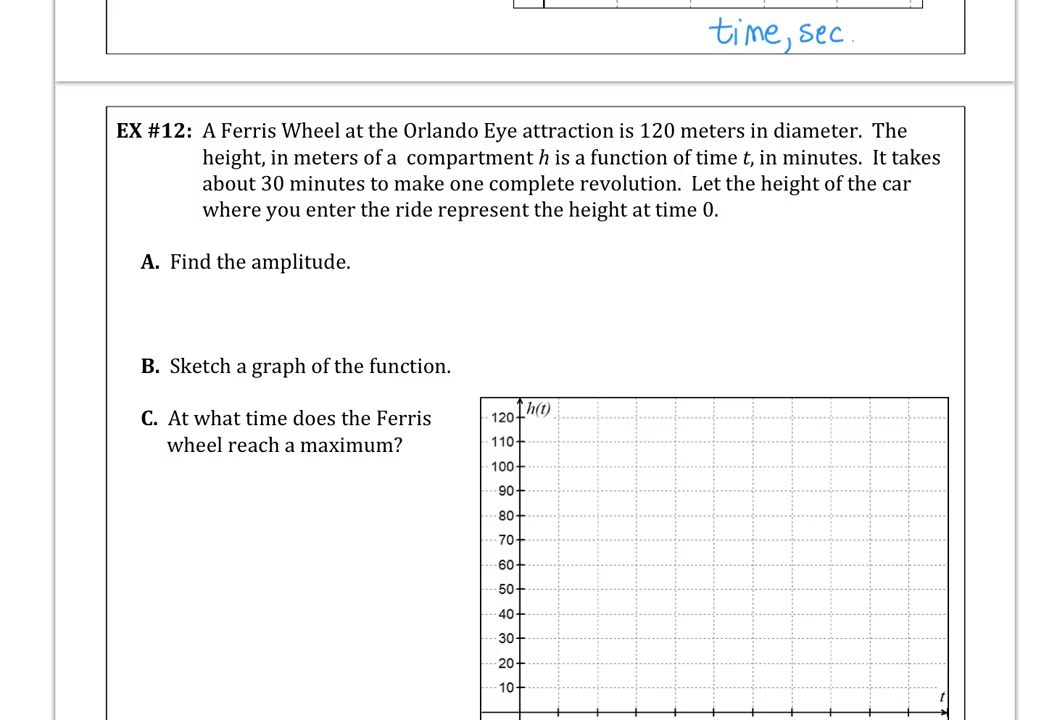 time, sec.
EX #12: A Ferris Wheel at the Orlando Eye attraction is 120 meters in diameter. The
height, in meters of a compartment h is a function of time t, in minutes. It takes
about 30 minutes to make one complete revolution. Let the height of the car
where you enter the ride represent the height at time 0.
A. Find the amplitude.
B. Sketch a graph of the function.
C. At what time does the Ferris
wheel reach a maximum?
h(t)
120
110
100
90
80
70
60
50
40
30
20
10
t